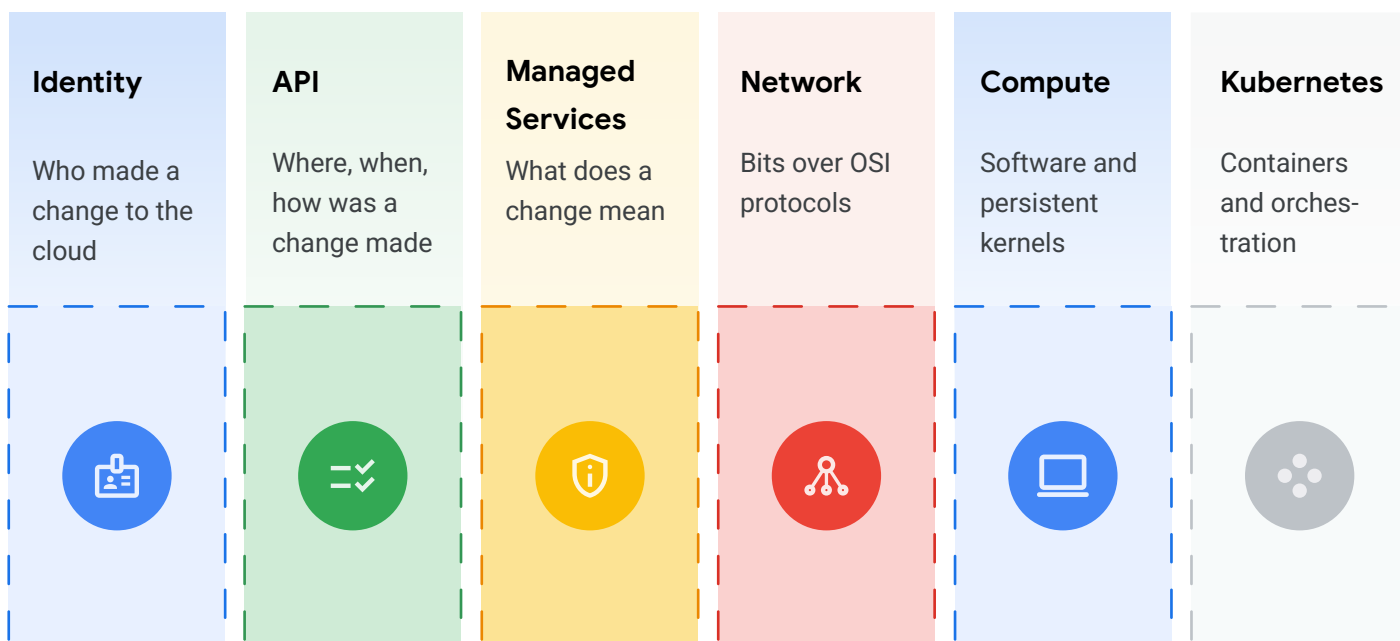 Identity
Who made a
change to the
cloud
API
Where, when,
how was a
change made
Managed
Services
What does a
change mean
Network
Bits over OSI
protocols
Compute
Software and
persistent
kernels
Kubernetes
Containers
and orches-
tration